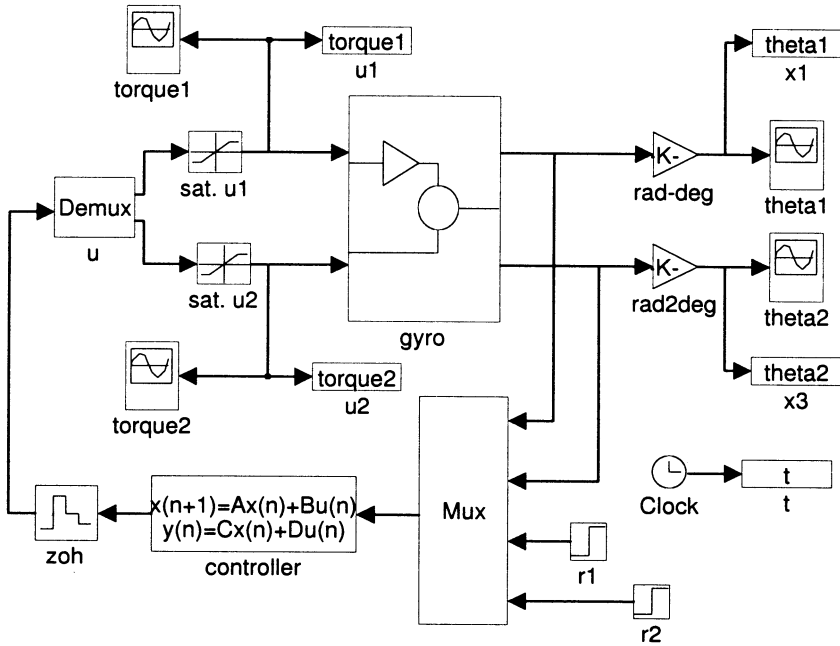 torque1
u1
torque1
theta1
x1
sat. u1
K-
rad-deg
theta1
Demux
u
sat. u2
gyro
K-
rad2deg
theta2
torque2
torque2
u2
theta2
x3
x(n+1)=Ax(n)+Bu(n)
y(n)=Cx(n)+Du(n)
controller
zoh
Mux
r1
r2
Clock
t
t